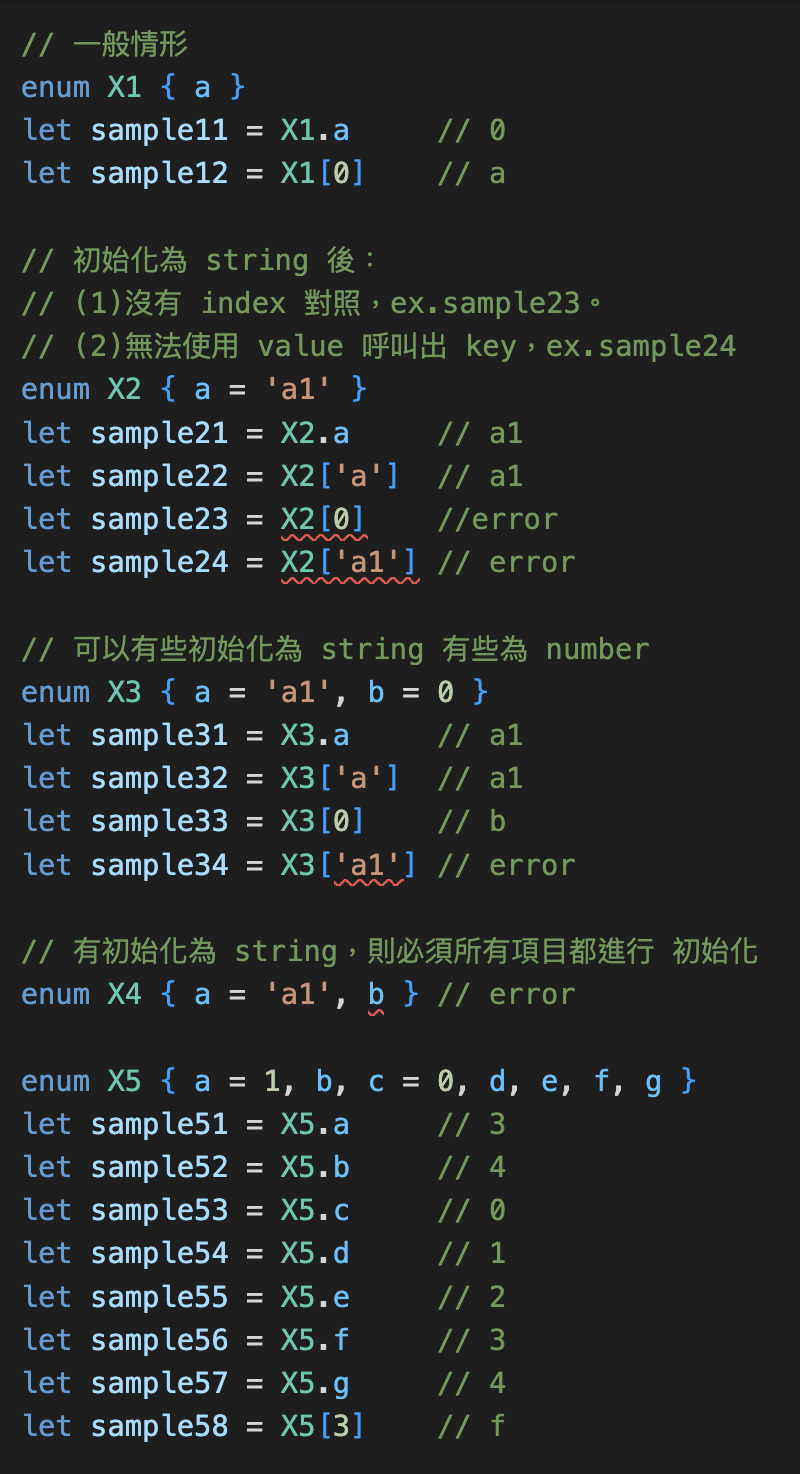 // 一般情形
enum X1 { a }
let sample11 = X1.a     // 0
let sample12 = X1[0]    // a

// 初始化為 string 後：
// (1)沒有 index 對照，ex.sample23。
// (2)無法使用 value 呼叫出 key，ex.sample24
enum X2 { a = 'a1' }
let sample21 = X2.a     // a1
let sample22 = X2['a']  // a1
let sample23 = X2[0]    //error
let sample24 = X2['a1'] // error

// 可以有些初始化為 string 有些為 number
enum X3 { a = 'a1', b = 0 }
let sample31 = X3.a     // a1
let sample32 = X3['a']  // a1
let sample33 = X3[0]    // b
let sample34 = X3['a1'] // error

// 有初始化為 string，則必須所有項目都進行 初始化
enum X4 { a = 'a1', b } // error

enum X5 { a = 1, b, c = 0, d, e, f, g }
let sample51 = X5.a     // 3
let sample52 = X5.b     // 4
let sample53 = X5.c     // 0
let sample54 = X5.d     // 1
let sample55 = X5.e     // 2
let sample56 = X5.f     // 3
let sample57 = X5.g     // 4
let sample58 = X5[3]    // f